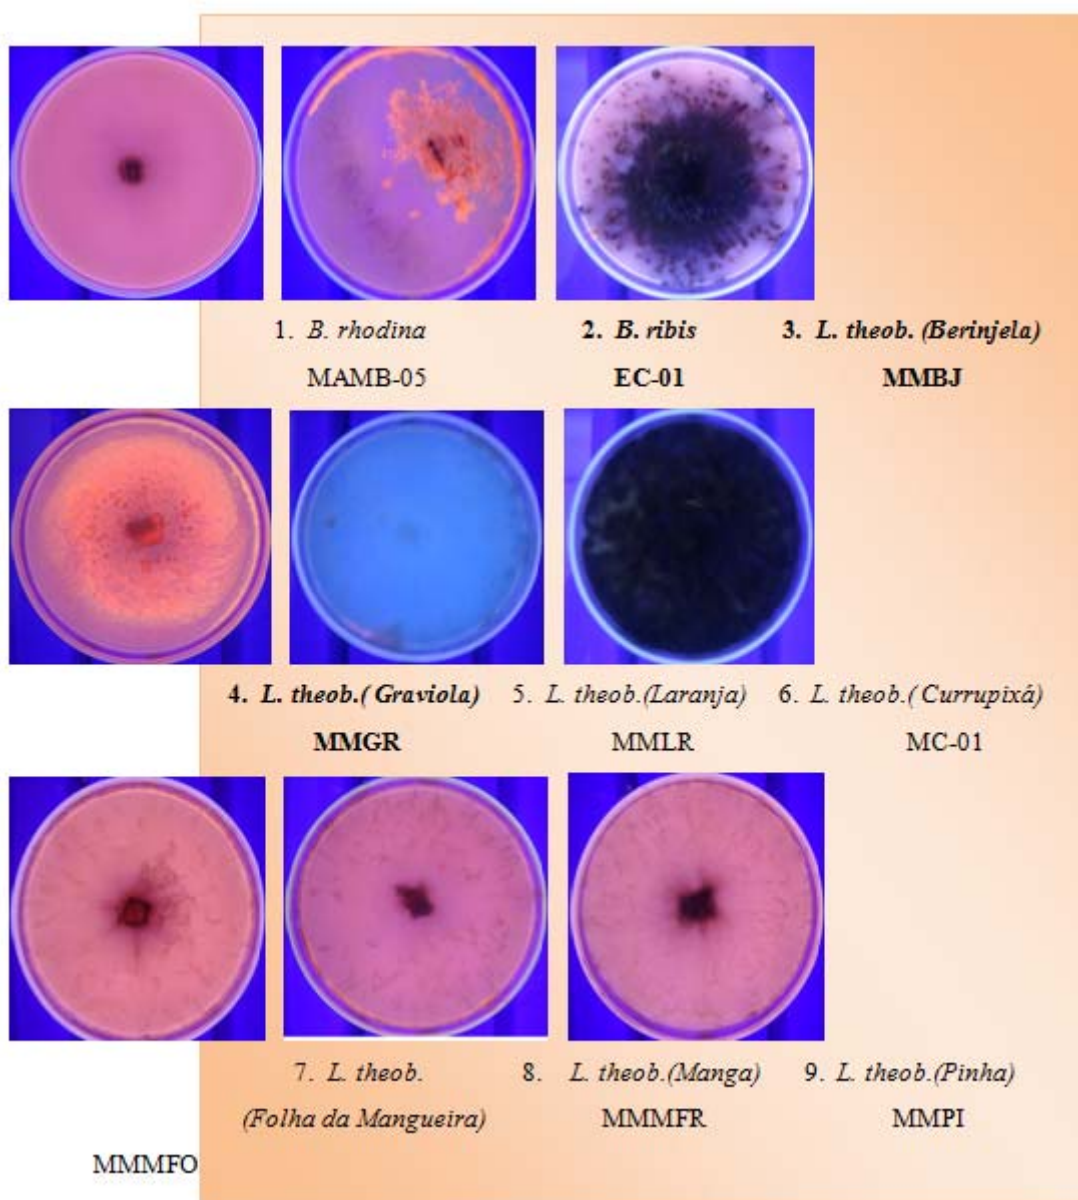 1. B. rhodina 2. B. ribis 3. L. theob. (Berinjela)
MAMB-05 EC-01 MMBJ
4. L. theob.( Graviola) 5. L. theob.(Laranja) 6. L. theob.( Currupixá)
MMGR MMLR MC-01
7. L. theob. 8. L. theob.(Manga) 9. L. theob.(Pinha)
(Folha da Mangueira) MMMFR MMPI
MMMFO